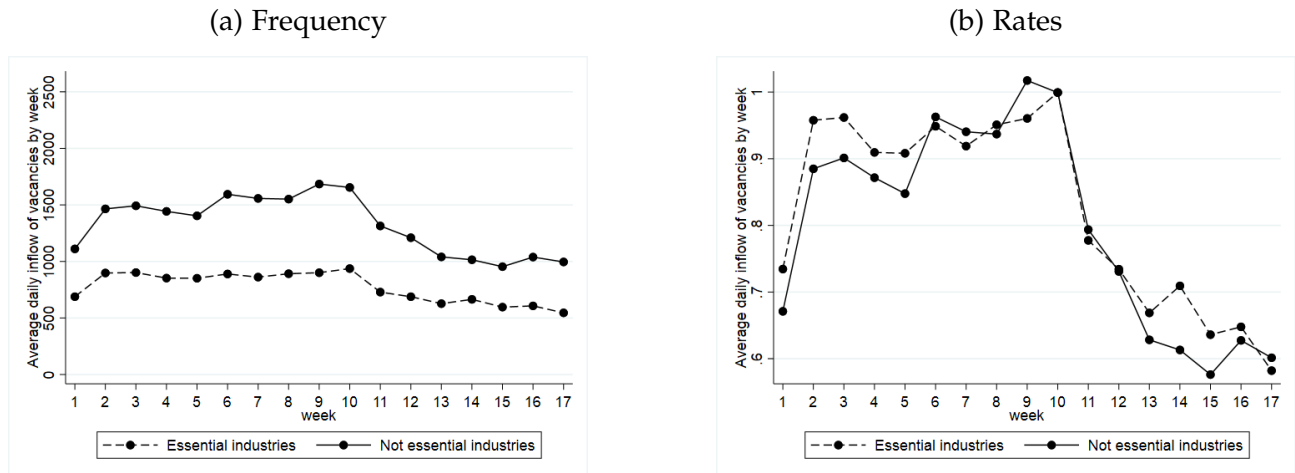 (a) Frequency
Average daily inflow of vacancies by week
2500
2000
1500
1000
500
0
1 2 3 4 5 6 7 8 9 10 11 12 13 14 15 16 17
week
Essential industries Not essential industries
(b) Rates
Average daily inflow of vacancies by week
1
.9
.8
.7
.6
1 2 3 4 5 6 7 8 9 10 11 12 13 14 15 16 17
week
Essential industries Not essential industries